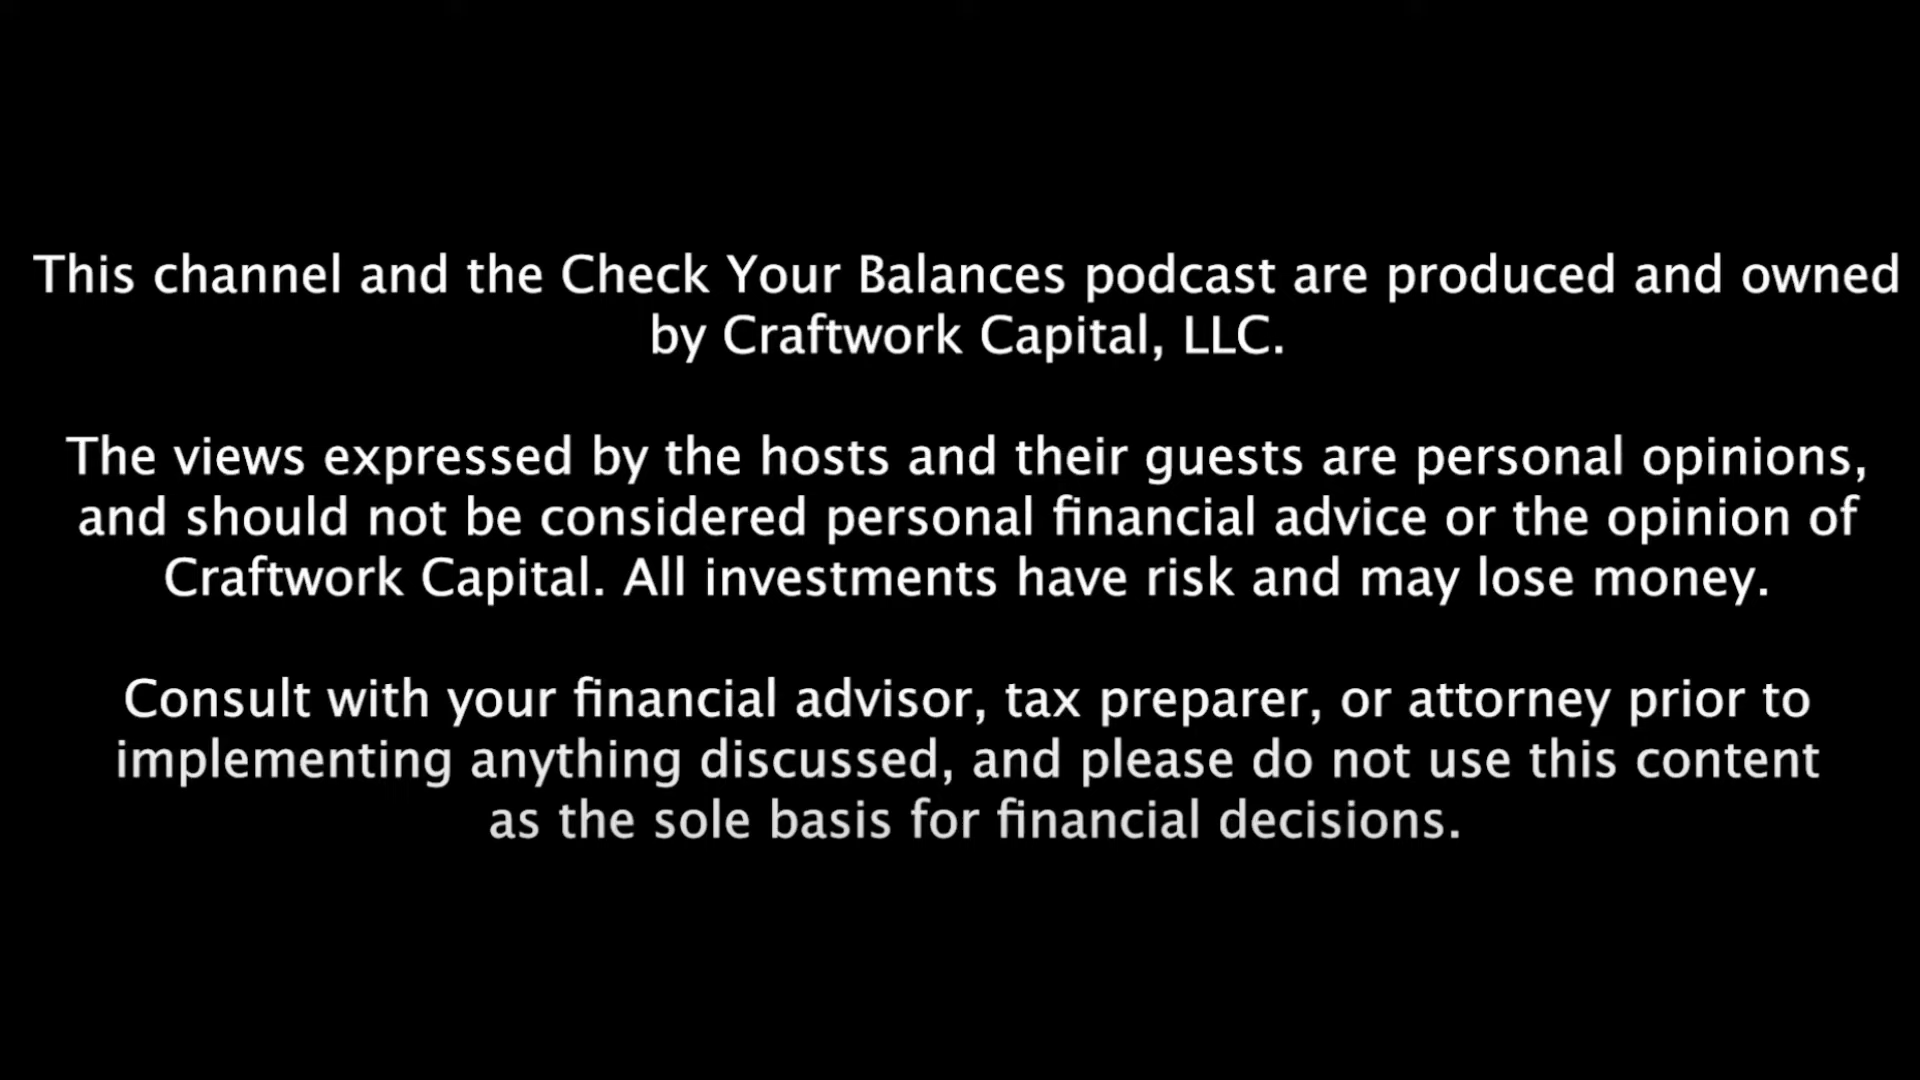 This channel and the Check Your Balances podcast are produced and owned
by Craftwork Capital, LLC.
The views expressed by the hosts and their guests are personal opinions,
and should not be considered personal financial advice or the opinion of
Craftwork Capital. All investments have risk and may lose money.
Consult with your financial advisor, tax preparer, or attorney prior to
implementing anything discussed, and please do not use this content
as the sole basis for financial decisions.